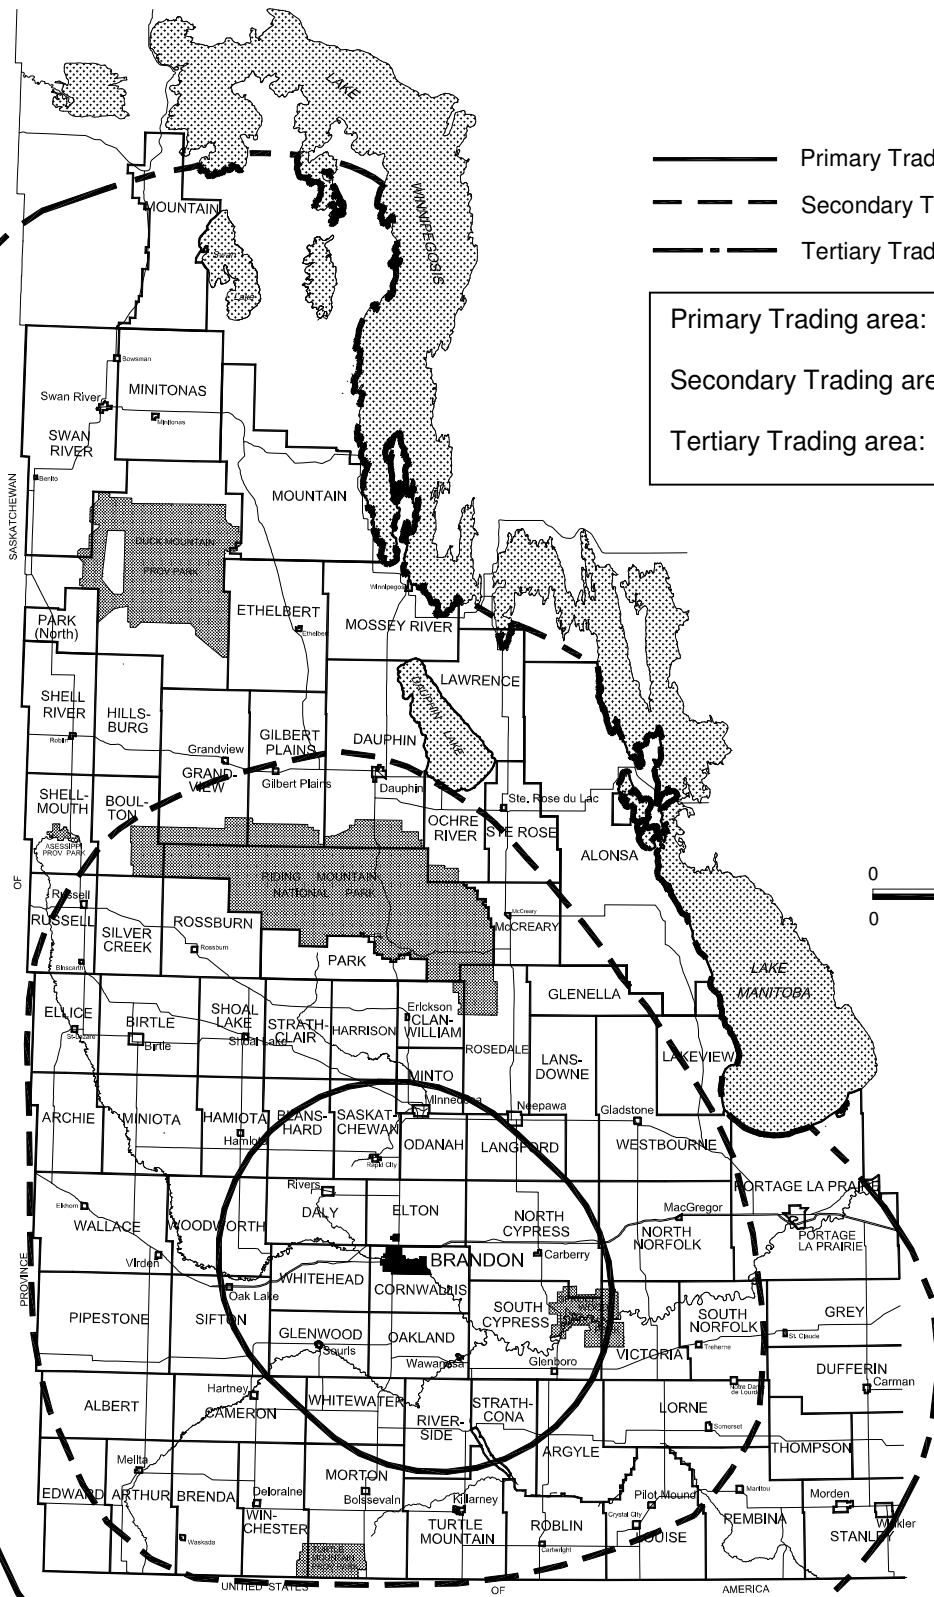 LAKE
WINNIPEGOSIS
Primary Trad
Secondary T
Tertiary Trad
Primary Trading area:
Secondary Trading are
Tertiary Trading area:
MOUNTAIN
Swan
Lake
Bowsman
MINITONAS
Swan River
Minitonas
SWAN
RIVER
Benito
MOUNTAIN
SASKATCHEWAN
DUCK MOUNTAIN
PROV PARK
Winnipegos
ETHELBERT
Ethelbert
MOSSEY RIVER
PARK
(North)
LAWRENCE
SHELL
RIVER
HILLS-
BURG
DAUPHIN
LAKE
Roblin
GILBERT
PLAINS
DAUPHIN
Grandview
GRAND-
VIEW
Gilbert Plains
Dauphin
SHELL-
MOUTH
BOUL-
TON
Ste. Rose du Lac
OCHRE
RIVER
STE ROSE
ALONSA
ASESSIPPI
PROV PARK
OF
RIDING MOUNTAIN
NATIONAL PARK
0
0
Russell
RUSSELL
SILVER
CREEK
ROSSBURN
Rossburn
McCreary
McCREARY
Binscarth
PARK
LAKE
MANITOBA
GLENELLA
ELLICE
St-Lazare
BIRTLE
Birtle
SHOAL
LAKE
Shoal Lake
STRATH-
CLAIR
HARRISON
Erickson
CLAN-
WILLIAM
ROSEDALE
LANS-
DOWNE
LAKEVIEW
MINTO
Minnedosa
Neepawa
Gladstone
ARCHIE
MINIOTA
HAMIOTA
Hamiota
BLANS-
HARD
SASKAT-
CHEWAN
Rapid City
ODANAH
LANGFORD
WESTBOURNE
PORTAGE LA PRAIRIE
Rivers
DALY
Elkhorn
WALLACE
WOODWORTH
ELTON
NORTH
CYPRESS
MacGregor
NORTH
NORFOLK
PORTAGE
LA PRAIRIE
Virden
BRANDON
Carberry
PROVINCE
WHITEHEAD
CORNWALLIS
Oak Lake
PIPESTONE
SIFTON
SOUTH
CYPRESS
SOUTH
NORFOLK
GREY
GLENWOOD
Souris
OAKLAND
Wawanesa
Glenboro
VICTORIA
Treherne
St. Claude
DUFFERIN
Carman
Hartney
CAMERON
ALBERT
WHITEWATER
RIVER-
SIDE
STRATH-
CONA
Notre Dame
de Lourdes
LORNE
Somerset
ARGYLE
THOMPSON
Melita
MORTON
Boissevain
EDWARD
ARTHUR
BRENDA
Deloraine
WIN-
CHESTER
Killarney
TURTLE
MOUNTAIN
ROBLIN
Cartwright
Pilot Mound
Crystal City
LOUISE
Manitou
PEMBINA
Morden
Winkler
STANLEY
Waskada
TURTLE
MOUNTAIN
UNITED STATES
OF
AMERICA